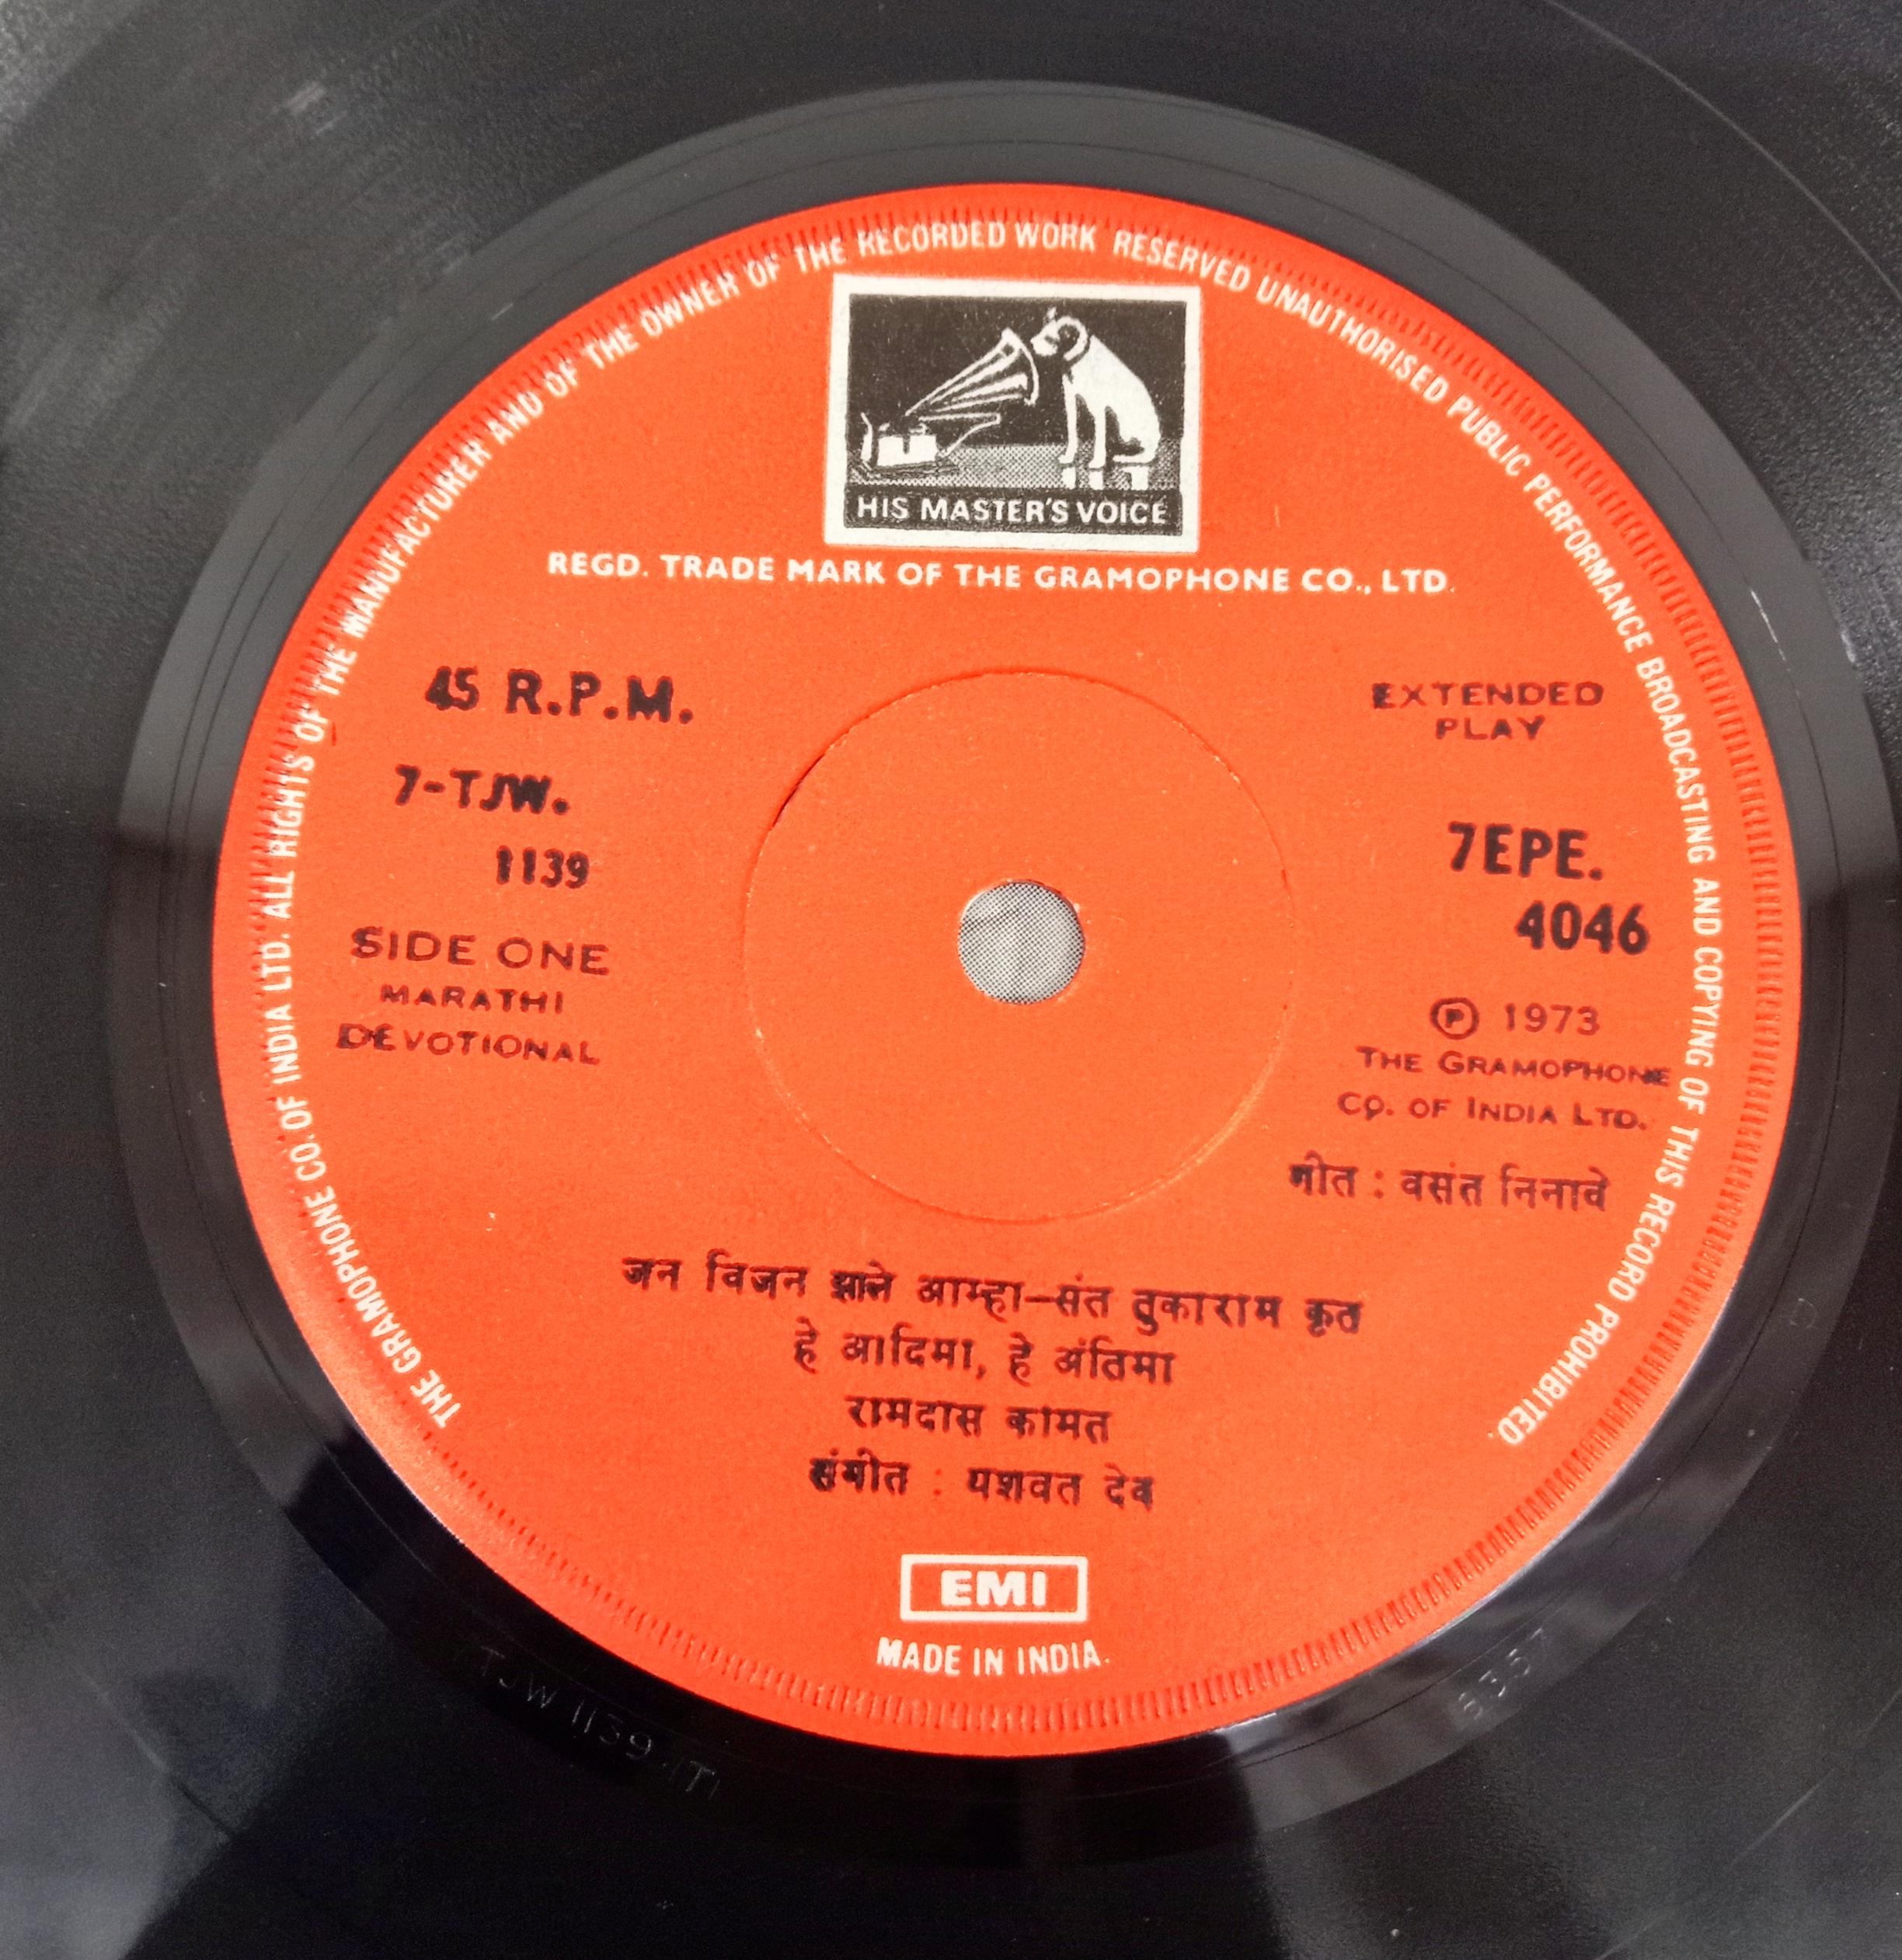 THE GRAMOPHONE CO. OF INDIA LTD. ALL RIGHTS OF THE MANUFACTURER AND OF THE OWNER OF THE RECORDED WORK RESERVED UNAUTHORISED PUBLIC PERFORMANCE BROADCASTING AND COPYING OF THIS RECORD PROHIBITED.
HIS MASTER'S VOICE
REGD. TRADE MARK OF THE GRAMOPHONE CO., LTD.
45 R.P.M.
7-TJW.
1139
SIDE ONE
MARATHI
DEVOTIONAL
EXTENDED
PLAY
7EPE.
4046
Ⓟ 1973
THE GRAMOPHONE
CO. OF INDIA LTD.
गीत : वसंत निनावे
जन विजन झाले आम्हा—संत तुकाराम कृत
हे आदिमा, हे अंतिमा
रामदास कामत
संगीत : यशवत देव
EMI
MADE IN INDIA.
TJW 1139